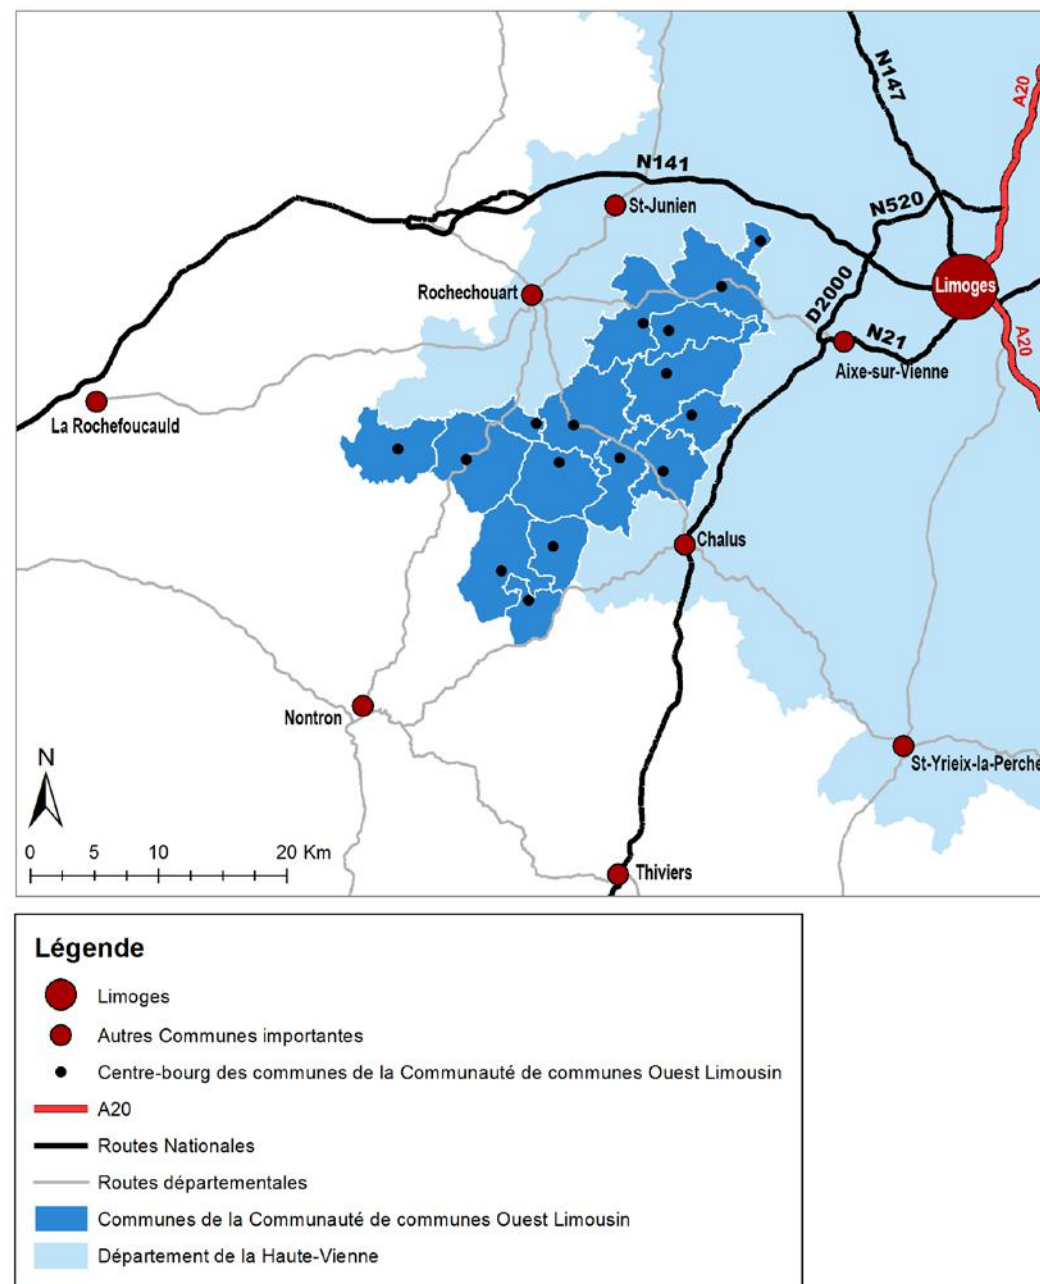 N147
A20
N141
St-Junien
N520
Rochechouart
D2000
Limoges
N21
A20
Aixe-sur-Vienne
La Rochefoucauld
Chalus
Nontron
St-Yrieix-la-Perche
N
0 5 10 20 Km
Thiviers
Légende
Limoges
Autres Communes importantes
Centre-bourg des communes de la Communauté de communes Ouest Limousin
A20
Routes Nationales
Routes départementales
Communes de la Communauté de communes Ouest Limousin
Département de la Haute-Vienne